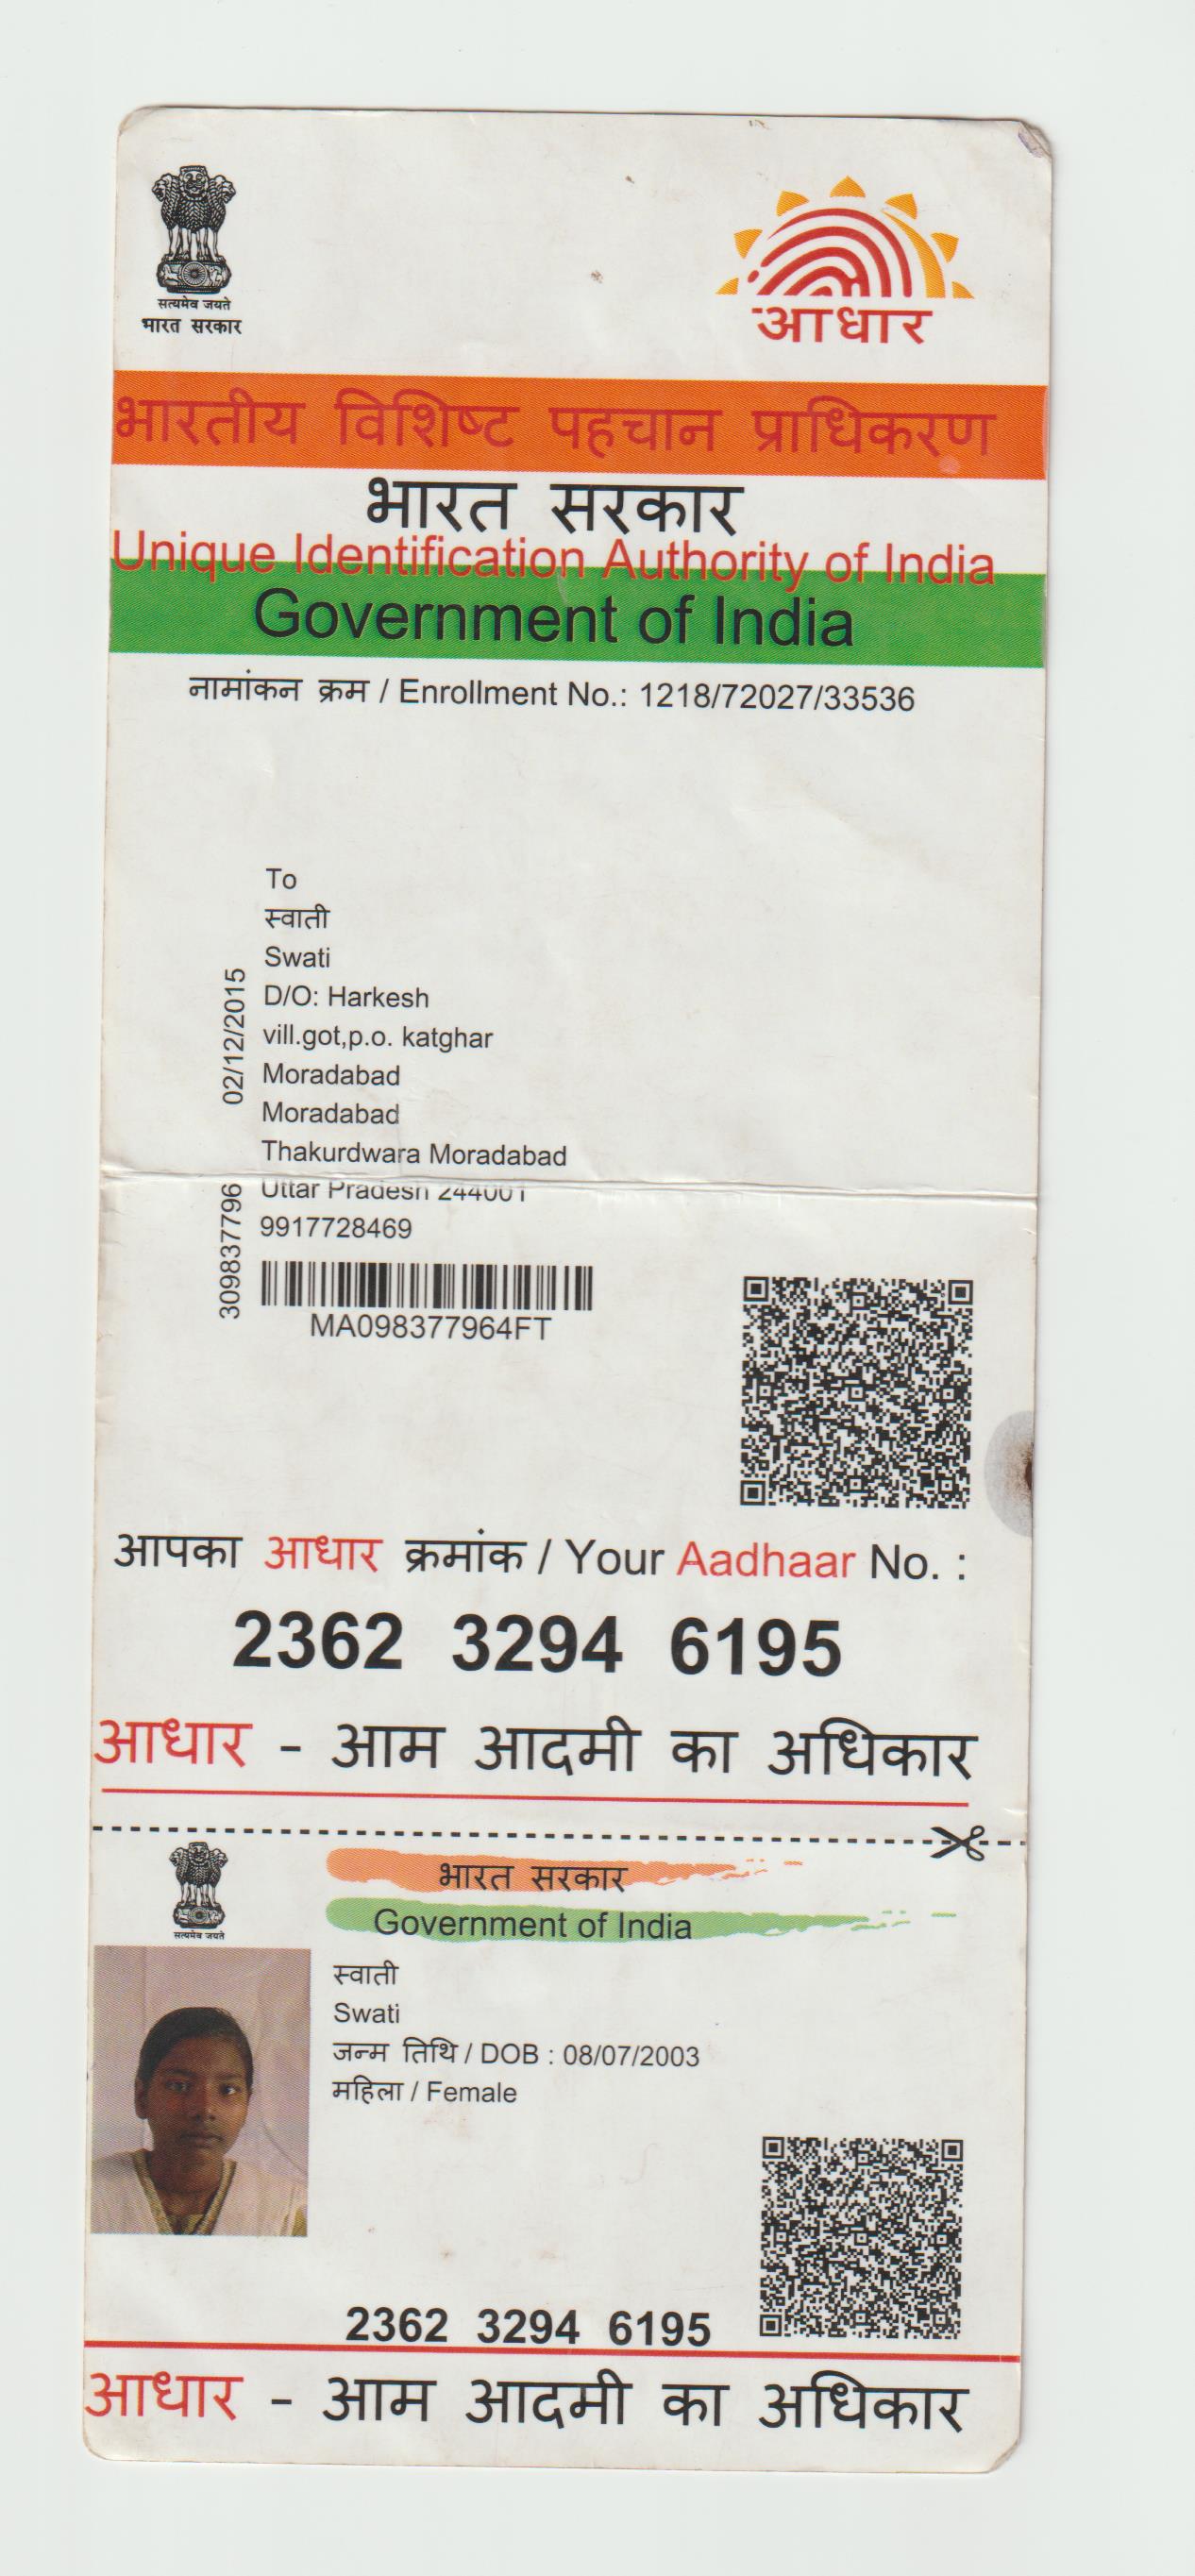 सत्यमेव जयते
भारत सरकार
आधार
भारतीय विशिष्ट पहचान प्राधिकरण
भारत सरकार
Unique Identification Authority of India
Government of India
नामांकन क्रम / Enrollment No.: 1218/72027/33536
To
स्वाती
Swati
D/O: Harkesh
vill.got,p.o. katghar
Moradabad
Moradabad
Thakurdwara Moradabad
Uttar Pradesh 244001
9917728469
309837796 02/12/2015
MA098377964FT
आपका आधार क्रमांक / Your Aadhaar No. :
2362 3294 6195
आधार - आम आदमी का अधिकार
सत्यमेव जयते
भारत सरकार
Government of India
स्वाती
Swati
जन्म तिथि / DOB : 08/07/2003
महिला / Female
2362 3294 6195
आधार - आम आदमी का अधिकार